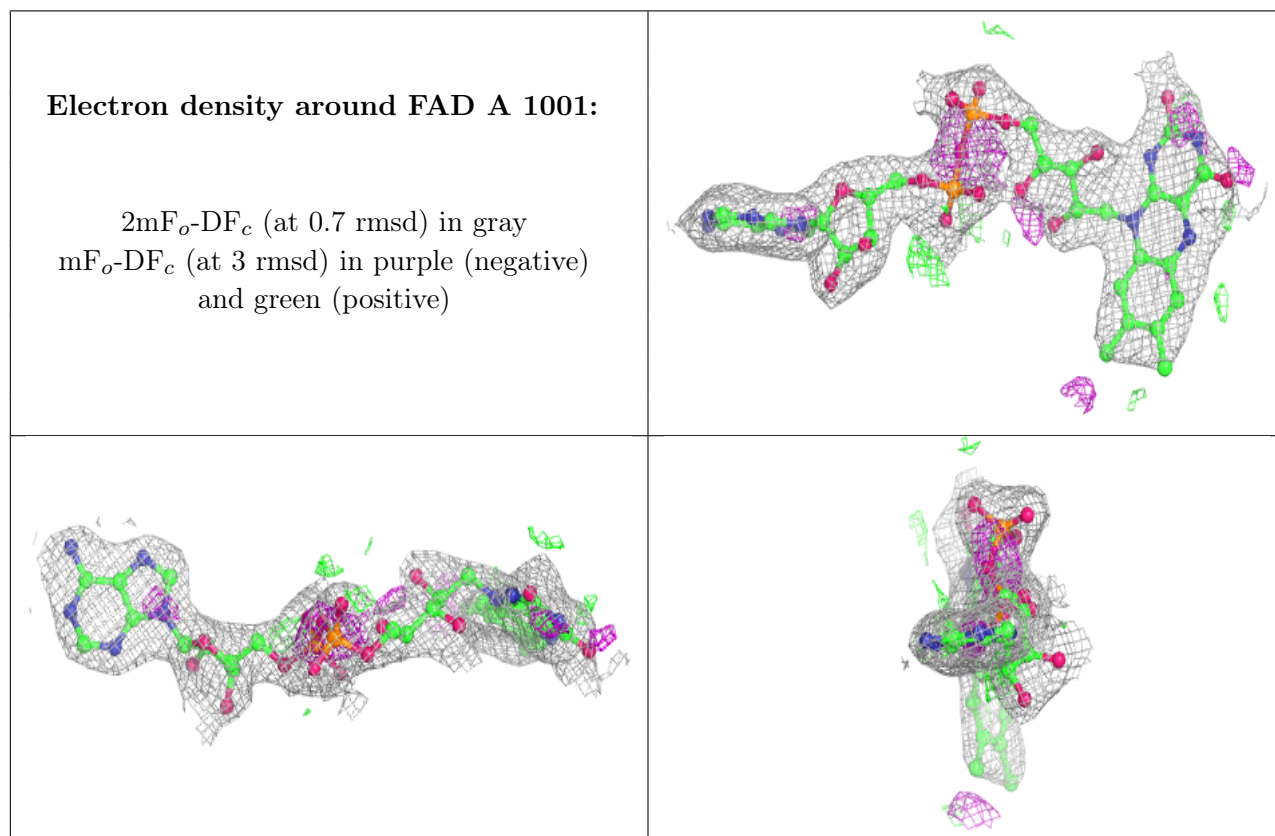 Electron density around FAD A 1001:
2mFo-DFc (at 0.7 rmsd) in gray
mFo-DFc (at 3 rmsd) in purple (negative)
and green (positive)